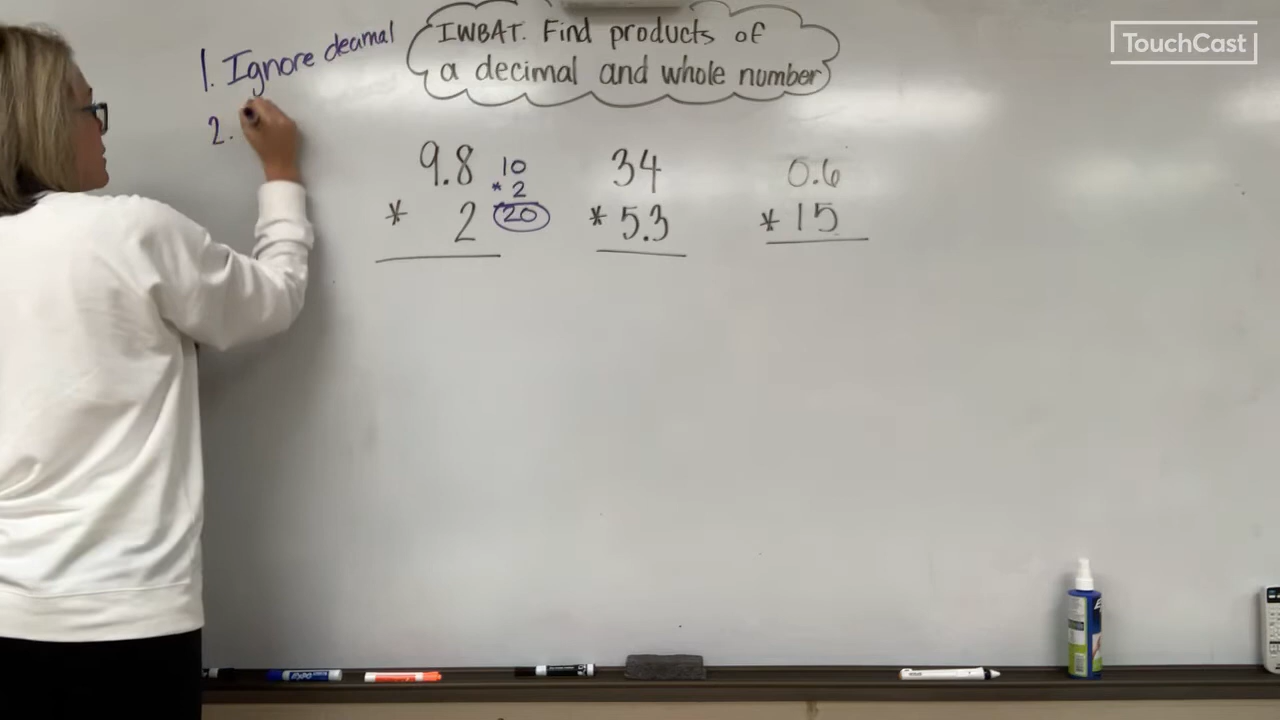 TouchCast
IWBAT. Find products of
a decimal and whole number
1. Ignore decimal
2.
9.8
* 2
10
* 2
20
34
* 5.3
0.6
* 15